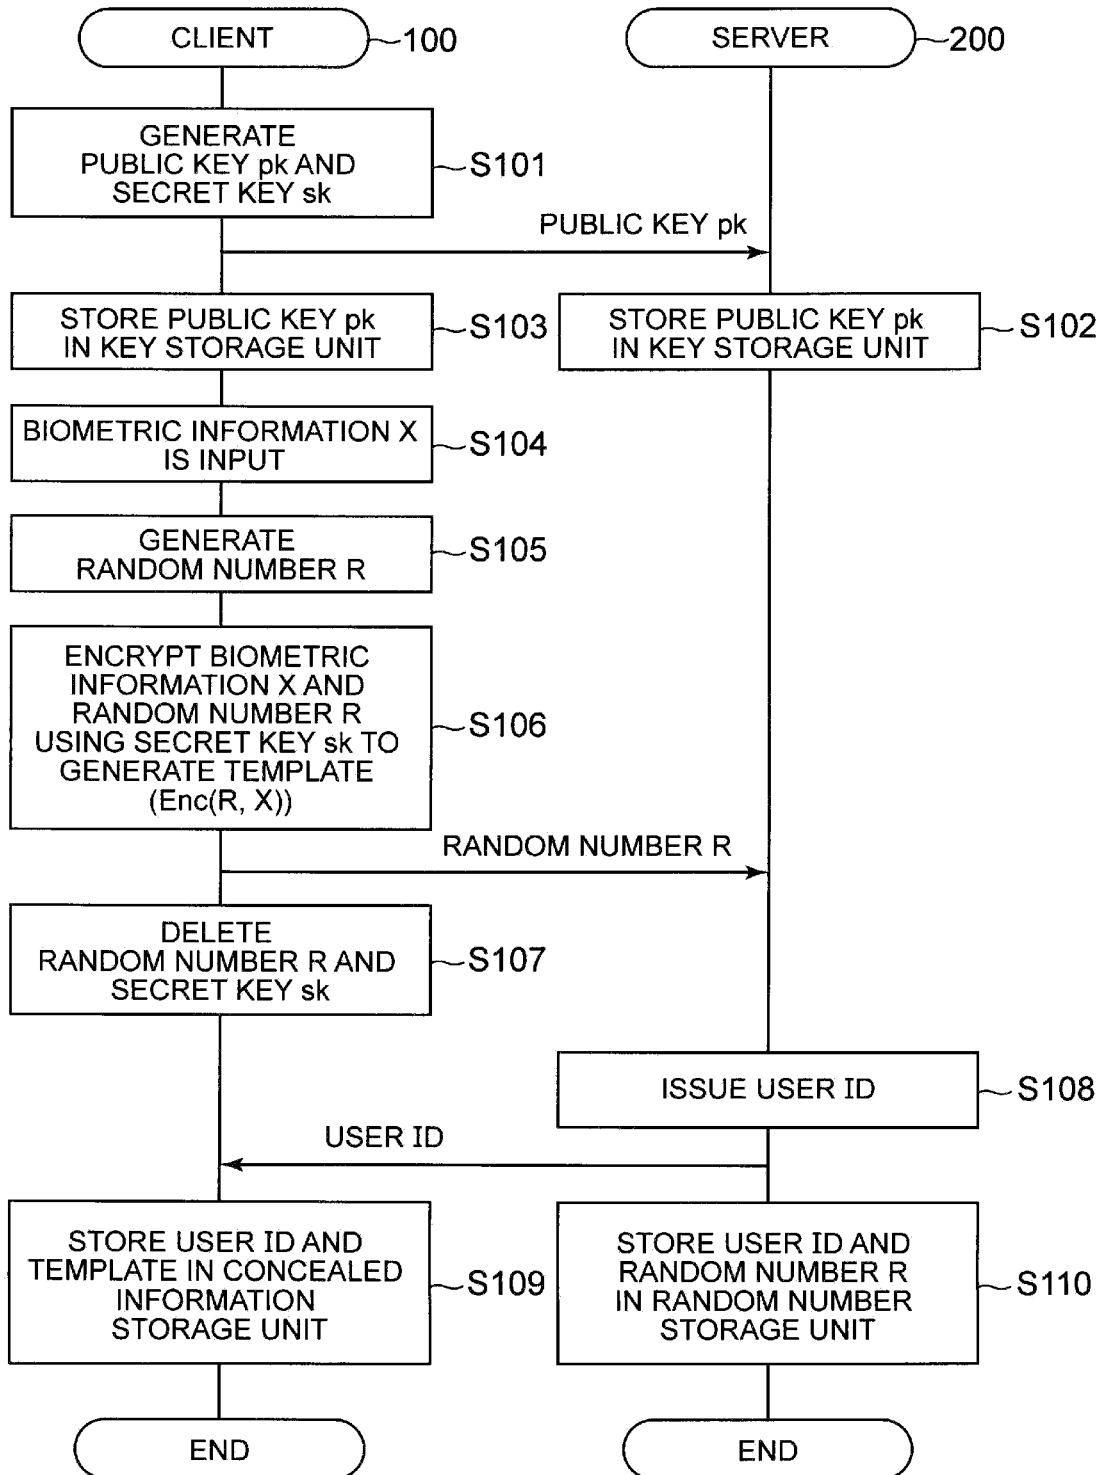 CLIENT
100
SERVER
200
GENERATE
PUBLIC KEY pk AND
SECRET KEY sk
S101
PUBLIC KEY pk
STORE PUBLIC KEY pk
IN KEY STORAGE UNIT
S103
STORE PUBLIC KEY pk
IN KEY STORAGE UNIT
S102
BIOMETRIC INFORMATION X
IS INPUT
S104
GENERATE
RANDOM NUMBER R
S105
ENCRYPT BIOMETRIC
INFORMATION X AND
RANDOM NUMBER R
USING SECRET KEY sk TO
GENERATE TEMPLATE
(Enc(R, X))
S106
RANDOM NUMBER R
DELETE
RANDOM NUMBER R AND
SECRET KEY sk
S107
ISSUE USER ID
S108
USER ID
STORE USER ID AND
TEMPLATE IN CONCEALED
INFORMATION
STORAGE UNIT
S109
STORE USER ID AND
RANDOM NUMBER R
IN RANDOM NUMBER
STORAGE UNIT
S110
END
END